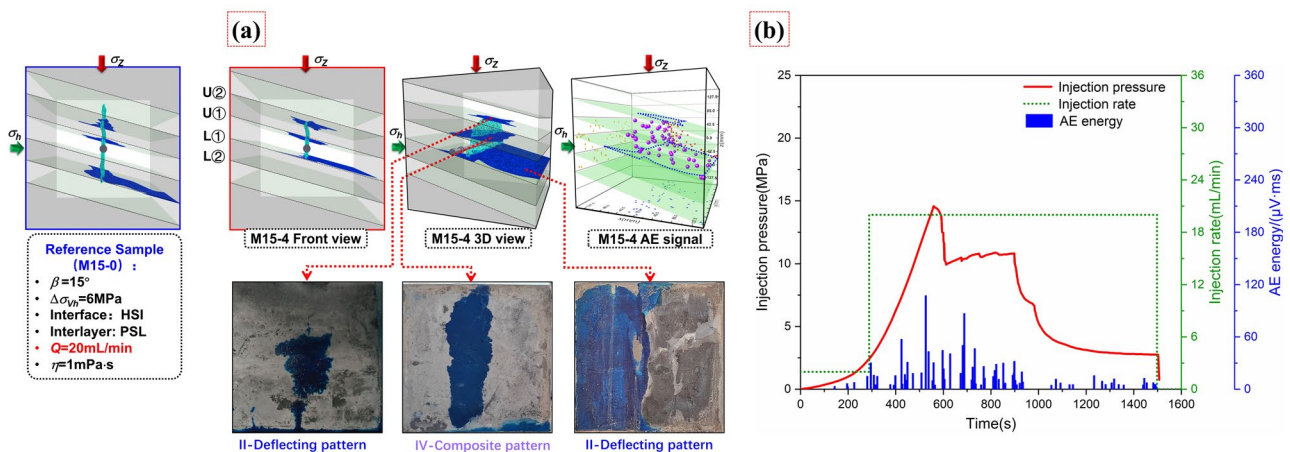 (a)
(b)
σZ
σZ
σZ
σZ
σh
σh
U②
U①
L①
L②
M15-4 Front view
M15-4 3D view
M15-4 AE signal
Reference Sample
(M15-0) :
• β=15°
• ΔσVh=6MPa
• Interface: HSI
• Interlayer: PSL
• Q=20mL/min
• η=1mPa·s
II-Deflecting pattern
IV-Composite pattern
II-Deflecting pattern
Injection pressure
Injection rate
AE energy
Injection pressure(MPa)
25
20
15
10
5
0
Injection rate(mL/min)
36
30
24
18
12
6
0
AE energy/(μV·ms)
360
300
240
180
120
60
0
0 200 400 600 800 1000 1200 1400 1600
Time(s)